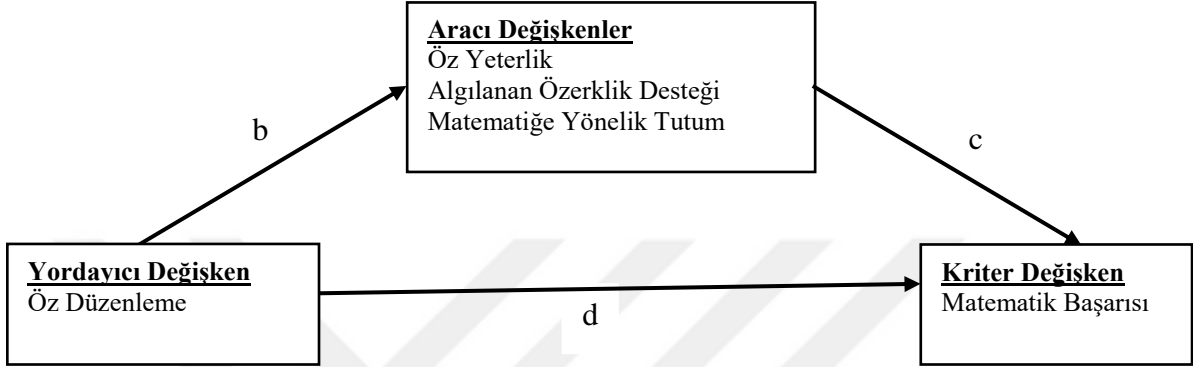 Aracı Değişkenler
Öz Yeterlik
Algılanan Özerklik Desteği
Matematiğe Yönelik Tutum
b
c
Yordayıcı Değişken
Öz Düzenleme
d
Kriter Değişken
Matematik Başarısı